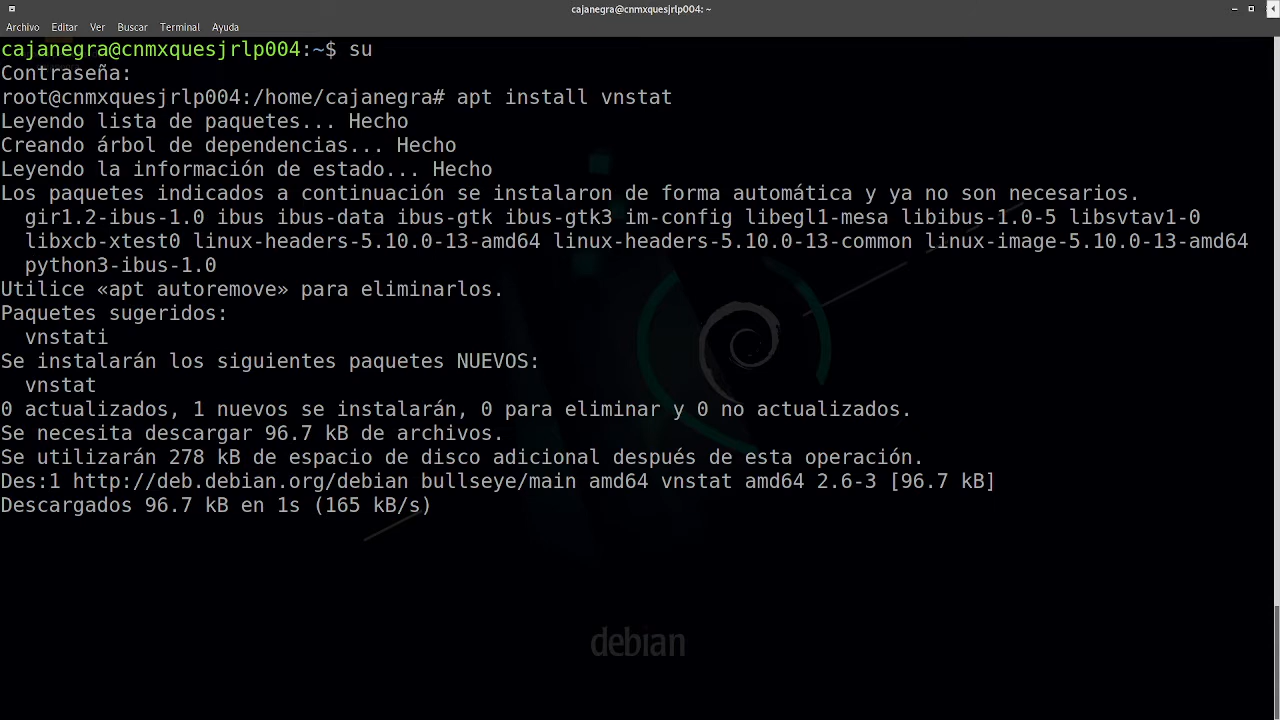 cajanegra@cnmxquesjrlp004: ~
Archivo Editar Ver Buscar Terminal Ayuda
cajanegra@cnmxquesjrlp004:~$ su
Contraseña:
root@cnmxquesjrlp004:/home/cajanegra# apt install vnstat
Leyendo lista de paquetes... Hecho
Creando árbol de dependencias... Hecho
Leyendo la información de estado... Hecho
Los paquetes indicados a continuación se instalaron de forma automática y ya no son necesarios.
gir1.2-ibus-1.0 ibus ibus-data ibus-gtk ibus-gtk3 im-config libegl1-mesa libibus-1.0-5 libsvtav1-0
libxcb-xtest0 linux-headers-5.10.0-13-amd64 linux-headers-5.10.0-13-common linux-image-5.10.0-13-amd64
python3-ibus-1.0
Utilice «apt autoremove» para eliminarlos.
Paquetes sugeridos:
vnstati
Se instalarán los siguientes paquetes NUEVOS:
vnstat
0 actualizados, 1 nuevos se instalarán, 0 para eliminar y 0 no actualizados.
Se necesita descargar 96.7 kB de archivos.
Se utilizarán 278 kB de espacio de disco adicional después de esta operación.
Des:1 http://deb.debian.org/debian bullseye/main amd64 vnstat amd64 2.6-3 [96.7 kB]
Descargados 96.7 kB en 1s (165 kB/s)
debian